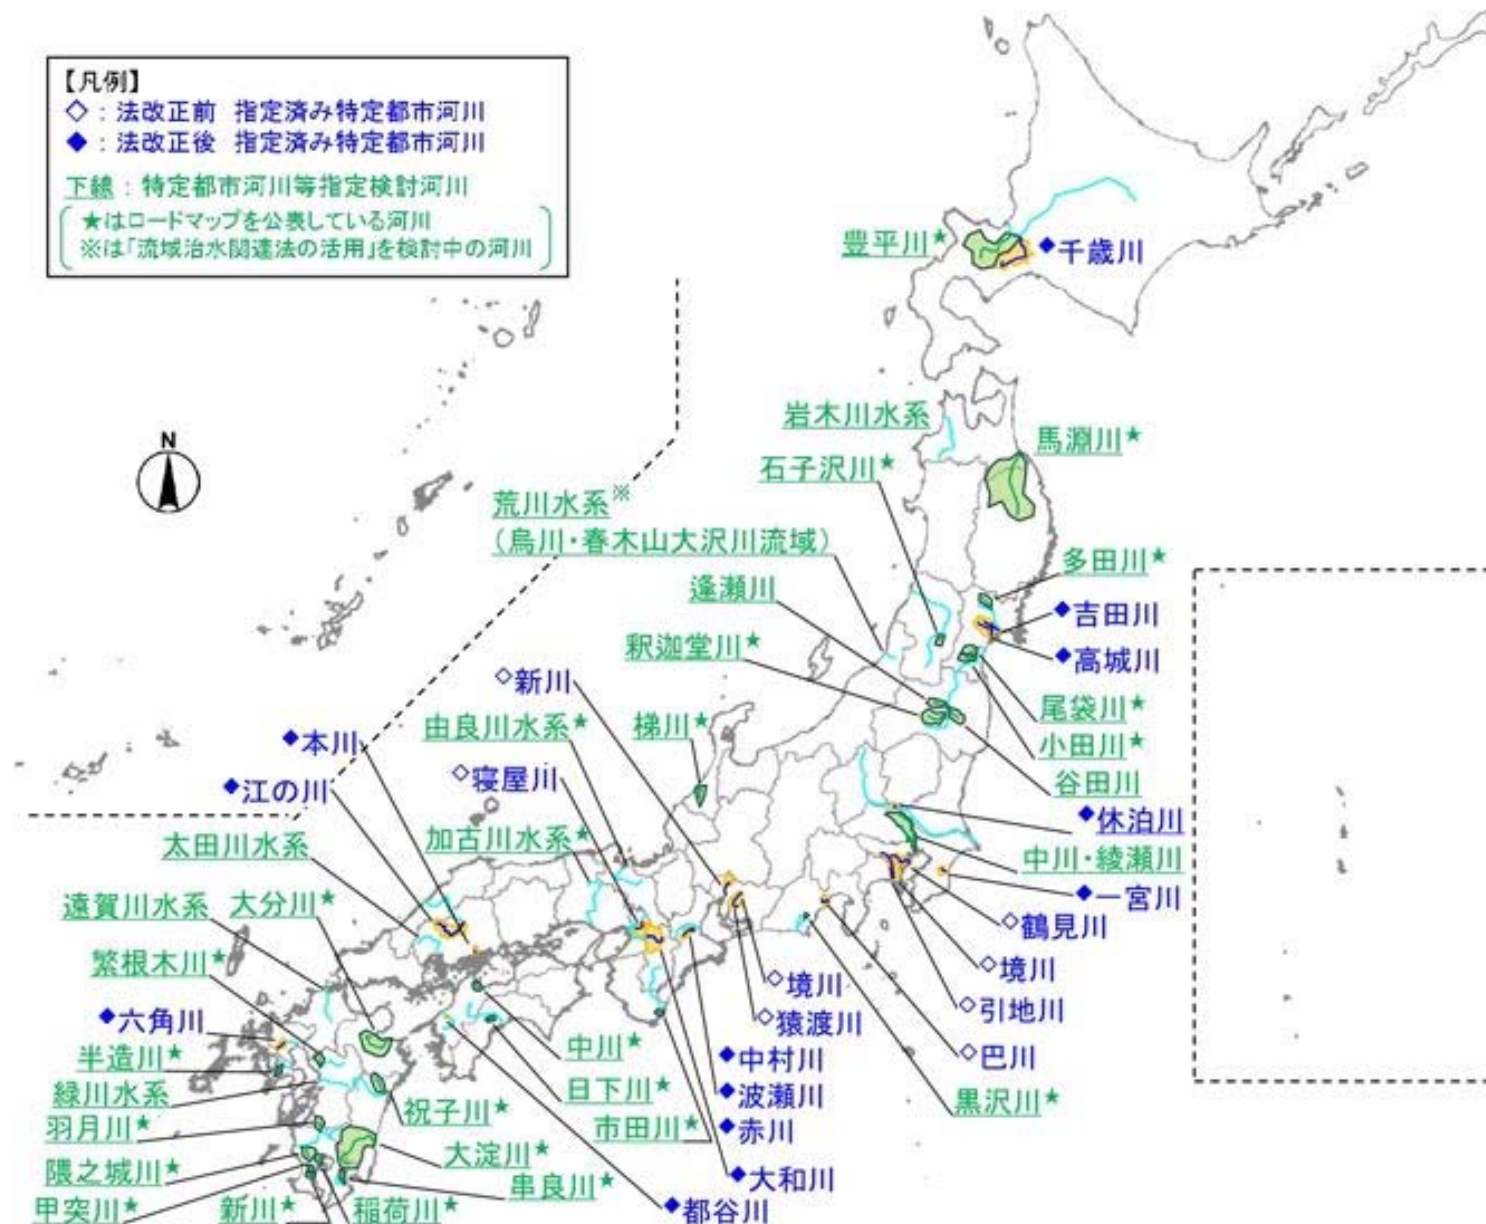 【凡例】
◇：法改正前　指定済み特定都市河川
◆：法改正後　指定済み特定都市河川
下線：特定都市河川等指定検討河川
★はロードマップを公表している河川
※は「流域治水関連法の活用」を検討中の河川
N
豊平川★
◆千歳川
岩木川水系
馬淵川★
石子沢川★
荒川水系※
（烏川・春木山大沢川流域）
多田川★
逢瀬川
◆吉田川
釈迦堂川★
◆高城川
◇新川
尾袋川★
由良川水系★
梯川★
◆本川
小田川★
◇寝屋川
谷田川
◆江の川
◆休泊川
加古川水系★
太田川水系
中川・綾瀬川
◆一宮川
遠賀川水系
大分川★
◇鶴見川
繁根木川★
◇境川
◇境川
◇引地川
◆六角川
◇猿渡川
半造川★
中川★
◆中村川
◇巴川
緑川水系
日下川★
◆波瀬川
黒沢川★
祝子川★
羽月川★
市田川★
◆赤川
大淀川★
隈之城川★
◆大和川
串良川★
甲突川★
新川★
稲荷川★
◆都谷川